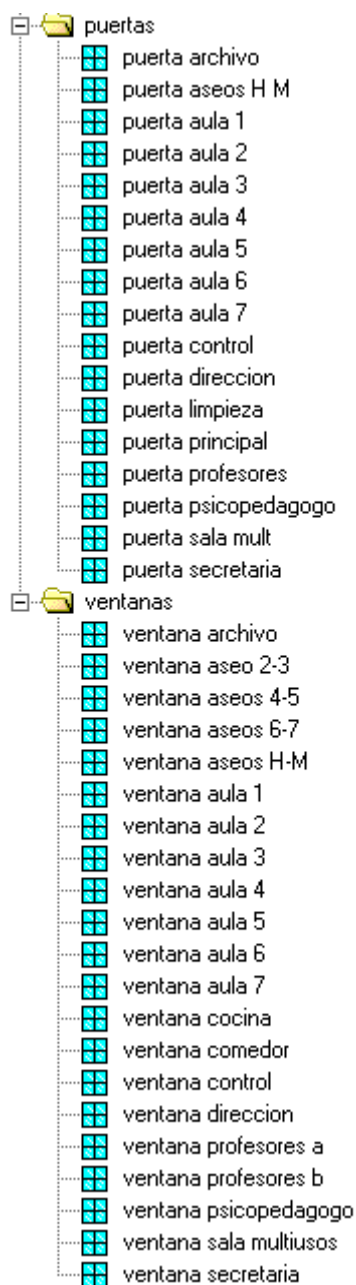 puertas
puerta archivo
puerta aseos H M
puerta aula 1
puerta aula 2
puerta aula 3
puerta aula 4
puerta aula 5
puerta aula 6
puerta aula 7
puerta control
puerta direccion
puerta limpieza
puerta principal
puerta profesores
puerta psicopedagogo
puerta sala mult
puerta secretaria
ventanas
ventana archivo
ventana aseo 2-3
ventana aseos 4-5
ventana aseos 6-7
ventana aseos H-M
ventana aula 1
ventana aula 2
ventana aula 3
ventana aula 4
ventana aula 5
ventana aula 6
ventana aula 7
ventana cocina
ventana comedor
ventana control
ventana direccion
ventana profesores a
ventana profesores b
ventana psicopedagogo
ventana sala multiusos
ventana secretaria